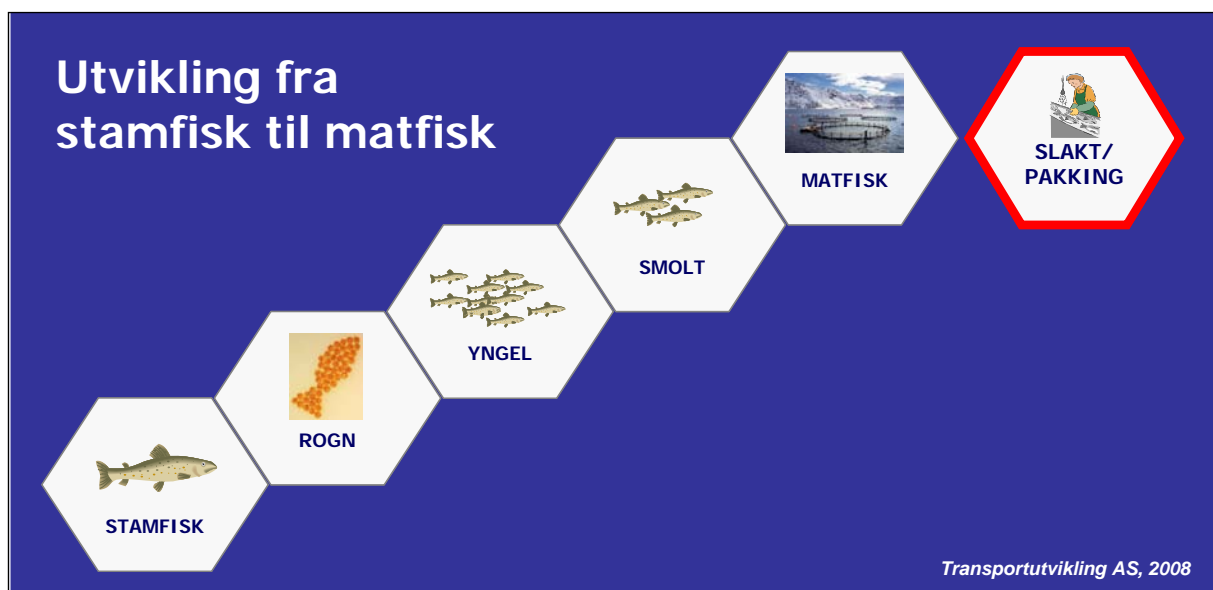 Utvikling fra
stamfisk til matfisk
SLAKT/
PAKKING
MATFISK
SMOLT
YNGEL
ROGN
STAMFISK
Transportutvikling AS, 2008